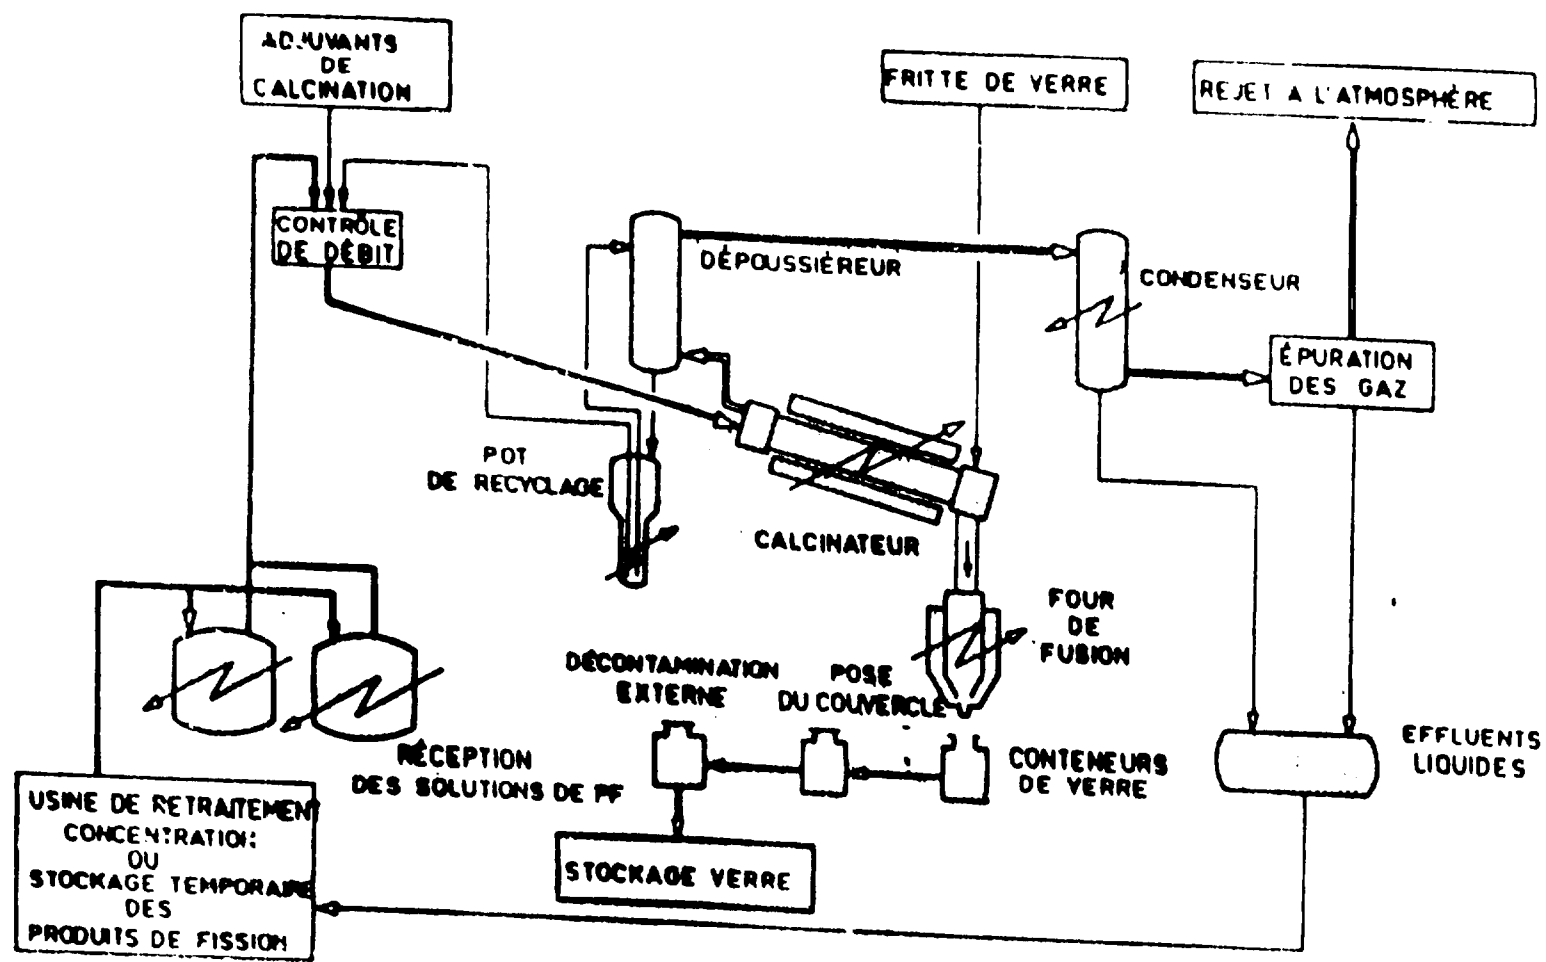 ADJUVANTS
DE
CALCINATION
FRITTE DE VERRE
REJET A L'ATMOSPHÈRE
CONTRÔLE
DE DÉBIT
DÉPOUSSIÉREUR
CONDENSEUR
ÉPURATION
DES GAZ
POT
DE RECYCLAGE
CALCINATEUR
FOUR
DE
FUSION
DÉCONTAMINATION
EXTERNE
POSE
DU COUVERCLE
RÉCEPTION
DES SOLUTIONS DE PF
CONTENEURS
DE VERRE
EFFLUENTS
LIQUIDES
USINE DE RETRAITEMENT
CONCENTRATION
OU
STOCKAGE TEMPORAIRE
DES
PRODUITS DE FISSION
STOCKAGE VERRE